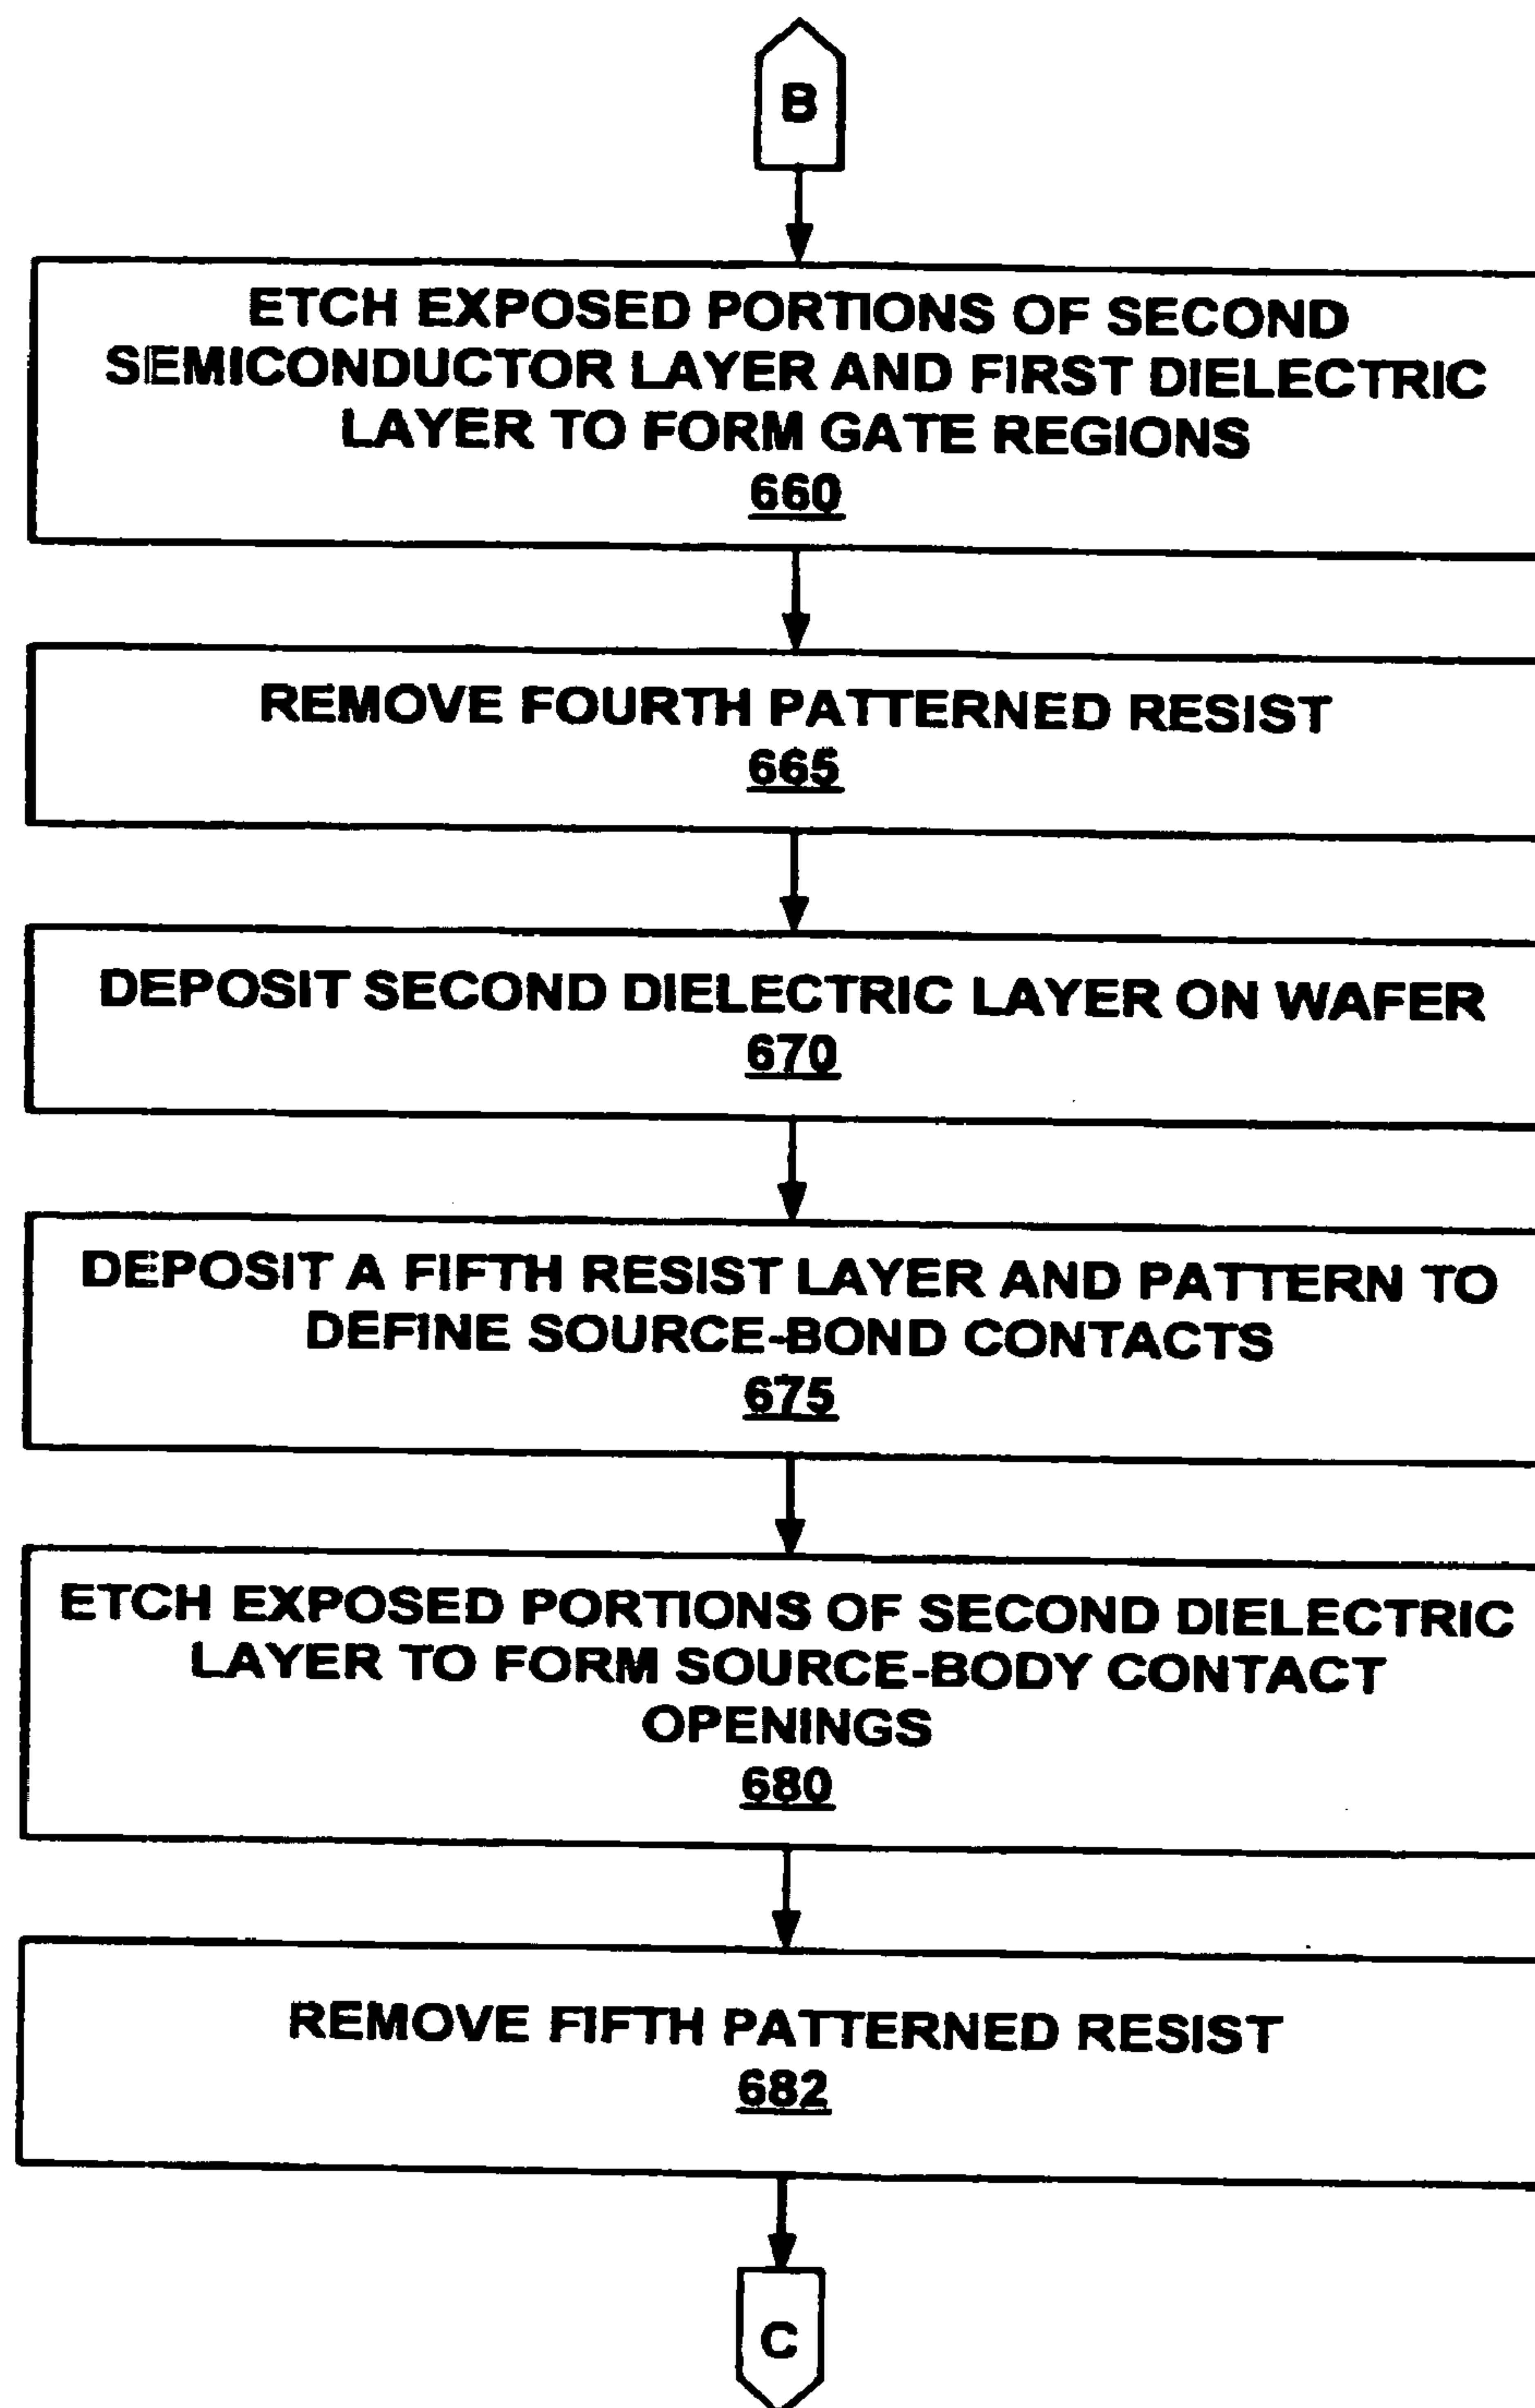 B
ETCH EXPOSED PORTIONS OF SECOND
SEMICONDUCTOR LAYER AND FIRST DIELECTRIC
LAYER TO FORM GATE REGIONS
660
REMOVE FOURTH PATTERNED RESIST
665
DEPOSIT SECOND DIELECTRIC LAYER ON WAFER
670
DEPOSIT A FIFTH RESIST LAYER AND PATTERN TO
DEFINE SOURCE-BOND CONTACTS
675
ETCH EXPOSED PORTIONS OF SECOND DIELECTRIC
LAYER TO FORM SOURCE-BODY CONTACT
OPENINGS
680
REMOVE FIFTH PATTERNED RESIST
682
C